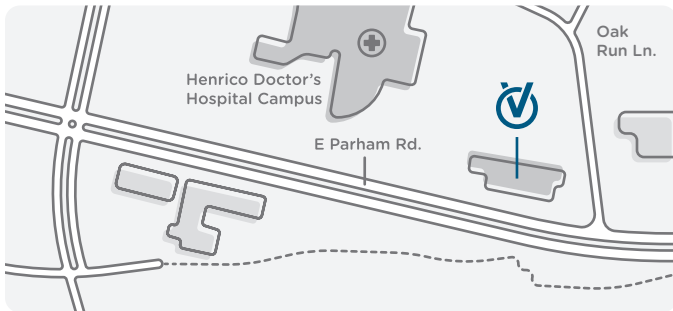 Oak
Run Ln.
Henrico Doctor's
Hospital Campus
E Parham Rd.